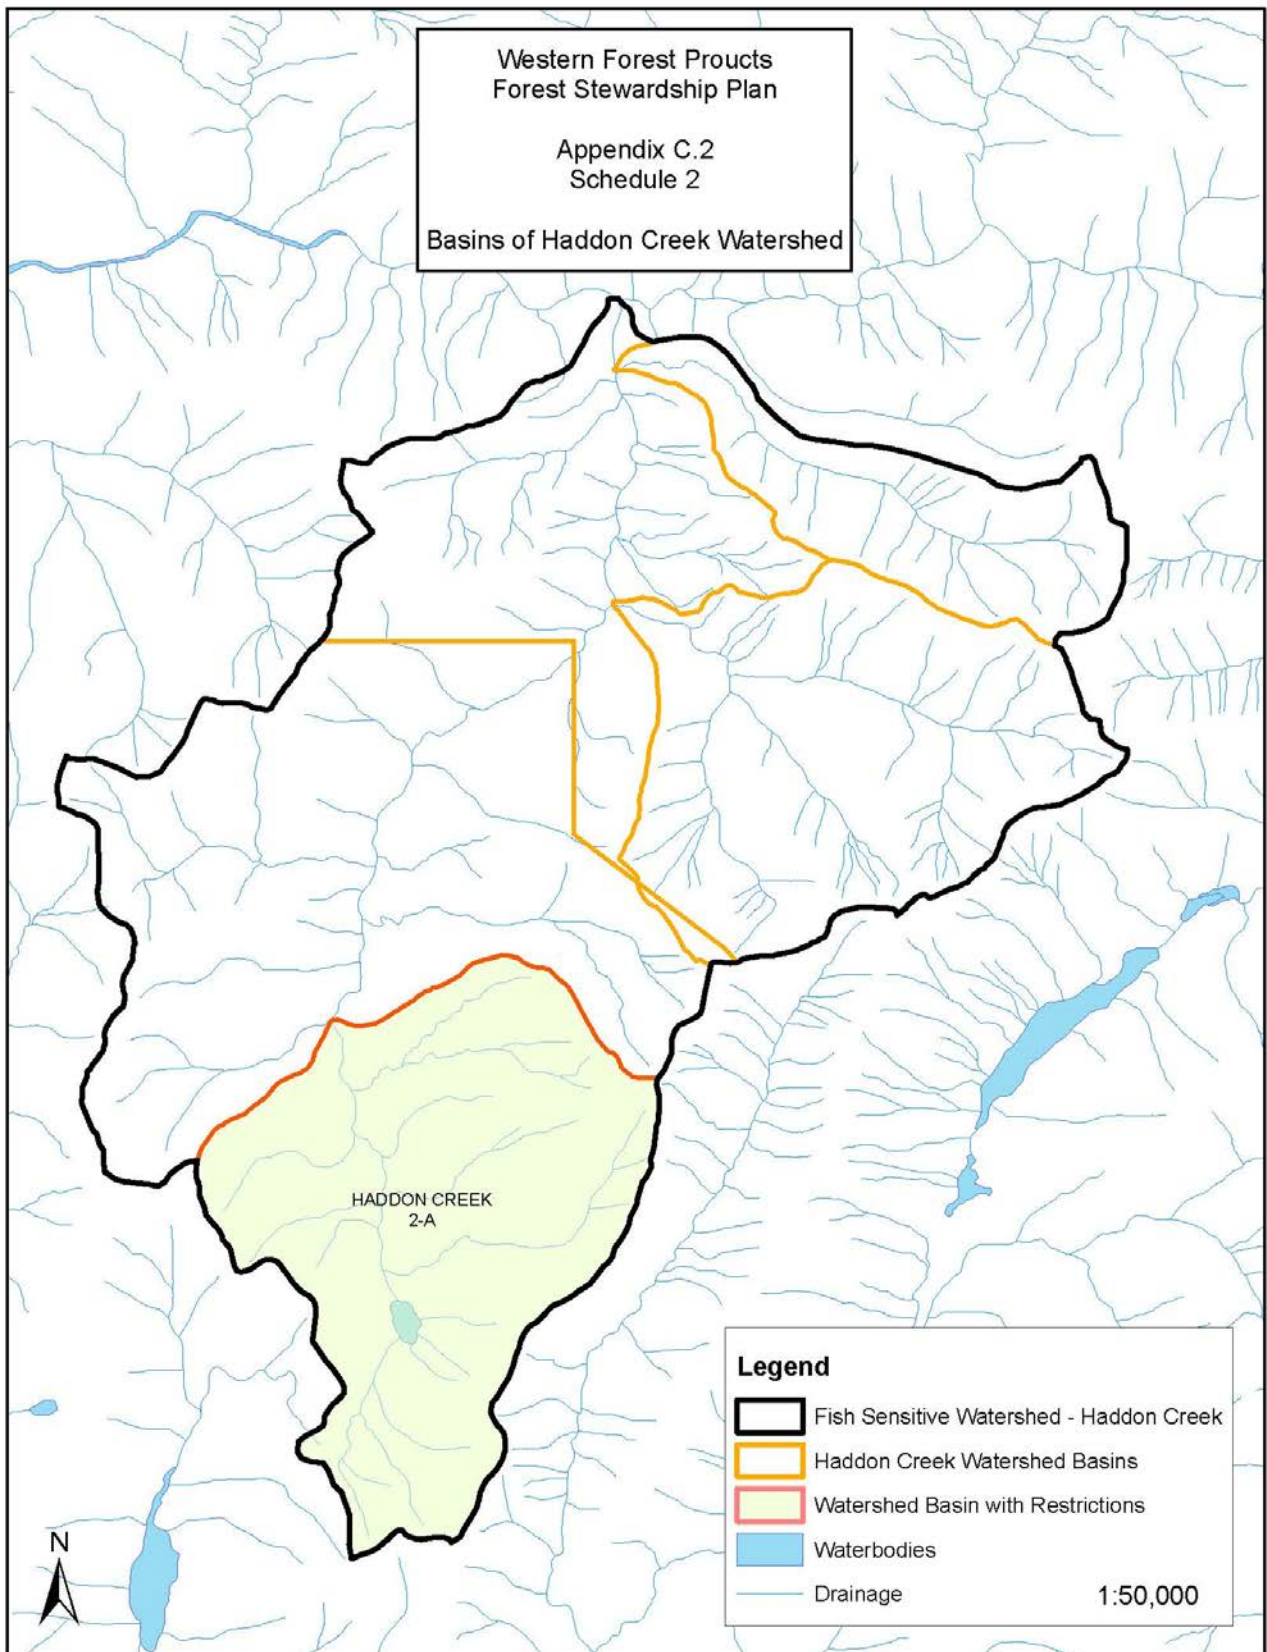 Western Forest Proucts
Forest Stewardship Plan
Appendix C.2
Schedule 2
Basins of Haddon Creek Watershed
HADDON CREEK
2-A
Legend
Fish Sensitive Watershed - Haddon Creek
Haddon Creek Watershed Basins
Watershed Basin with Restrictions
Waterbodies
Drainage
1:50,000
N